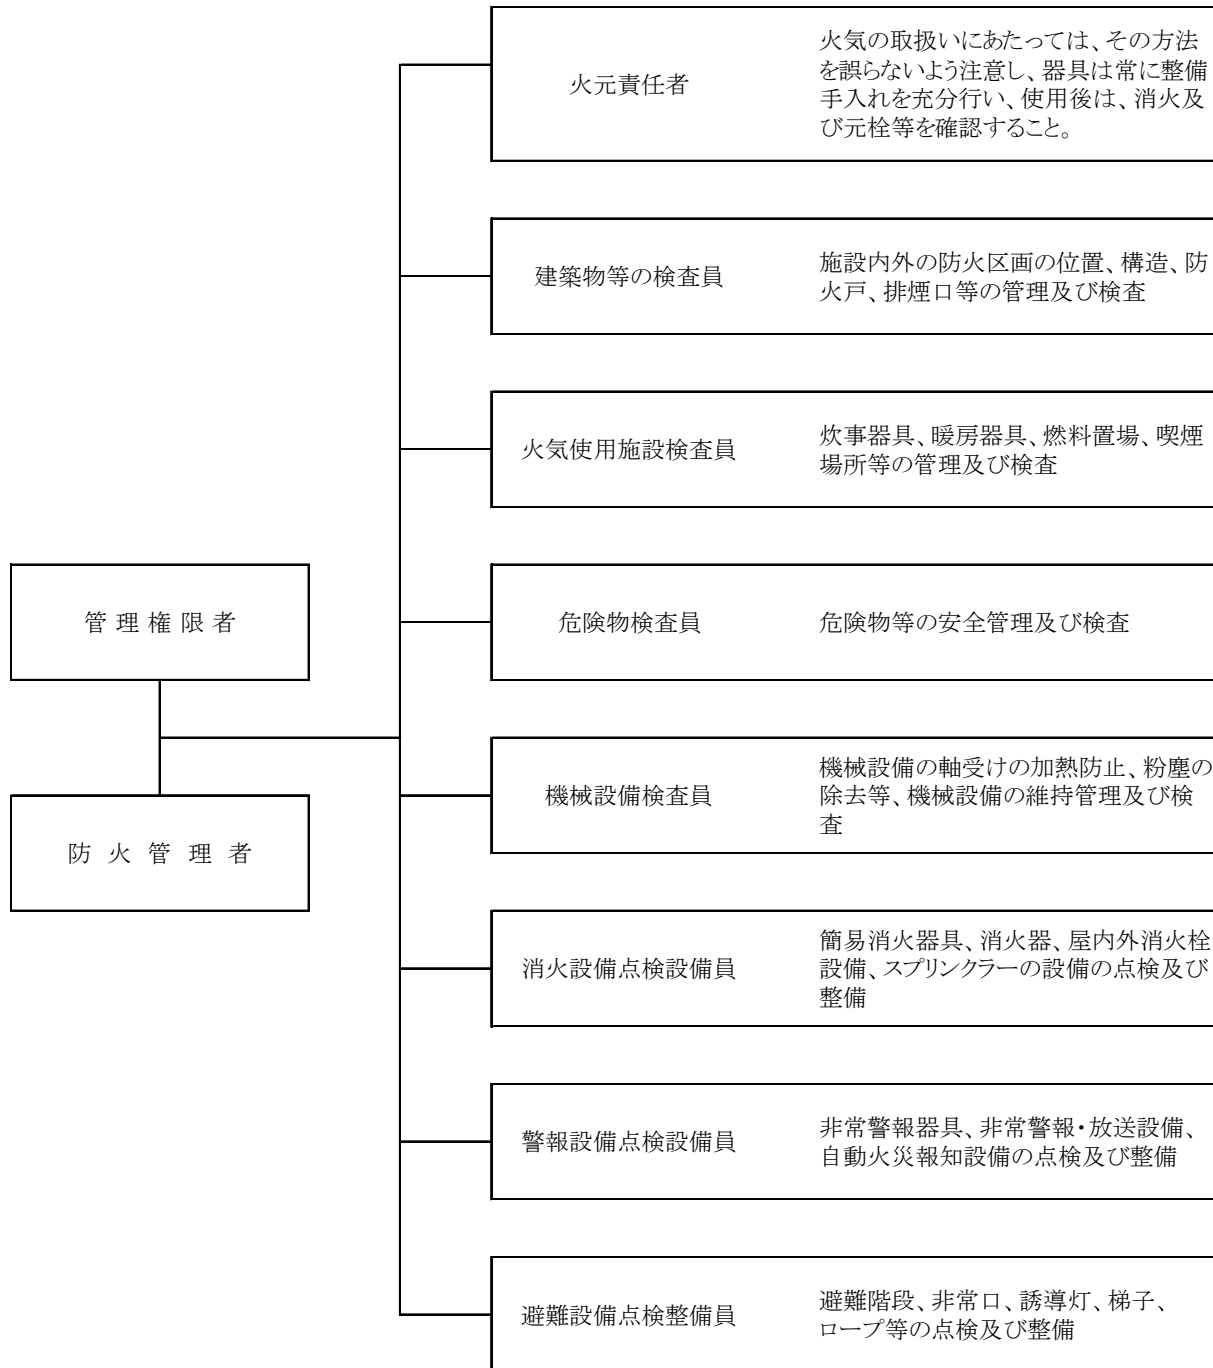 火元責任者
火気の取扱いにあたっては、その方法
を誤らないよう注意し、器具は常に整備
手入れを充分行い、使用後は、消火及
び元栓等を確認すること。
建築物等の検査員
施設内外の防火区画の位置、構造、防
火戸、排煙口等の管理及び検査
火気使用施設検査員
炊事器具、暖房器具、燃料置場、喫煙
場所等の管理及び検査
管理権限者
危険物検査員
危険物等の安全管理及び検査
機械設備検査員
機械設備の軸受けの加熱防止、粉塵の
除去等、機械設備の維持管理及び検
査
防火管理者
消火設備点検設備員
簡易消火器具、消火器、屋内外消火栓
設備、スプリンクラーの設備の点検及び
整備
警報設備点検設備員
非常警報器具、非常警報・放送設備、
自動火災報知設備の点検及び整備
避難設備点検整備員
避難階段、非常口、誘導灯、梯子、
ロープ等の点検及び整備